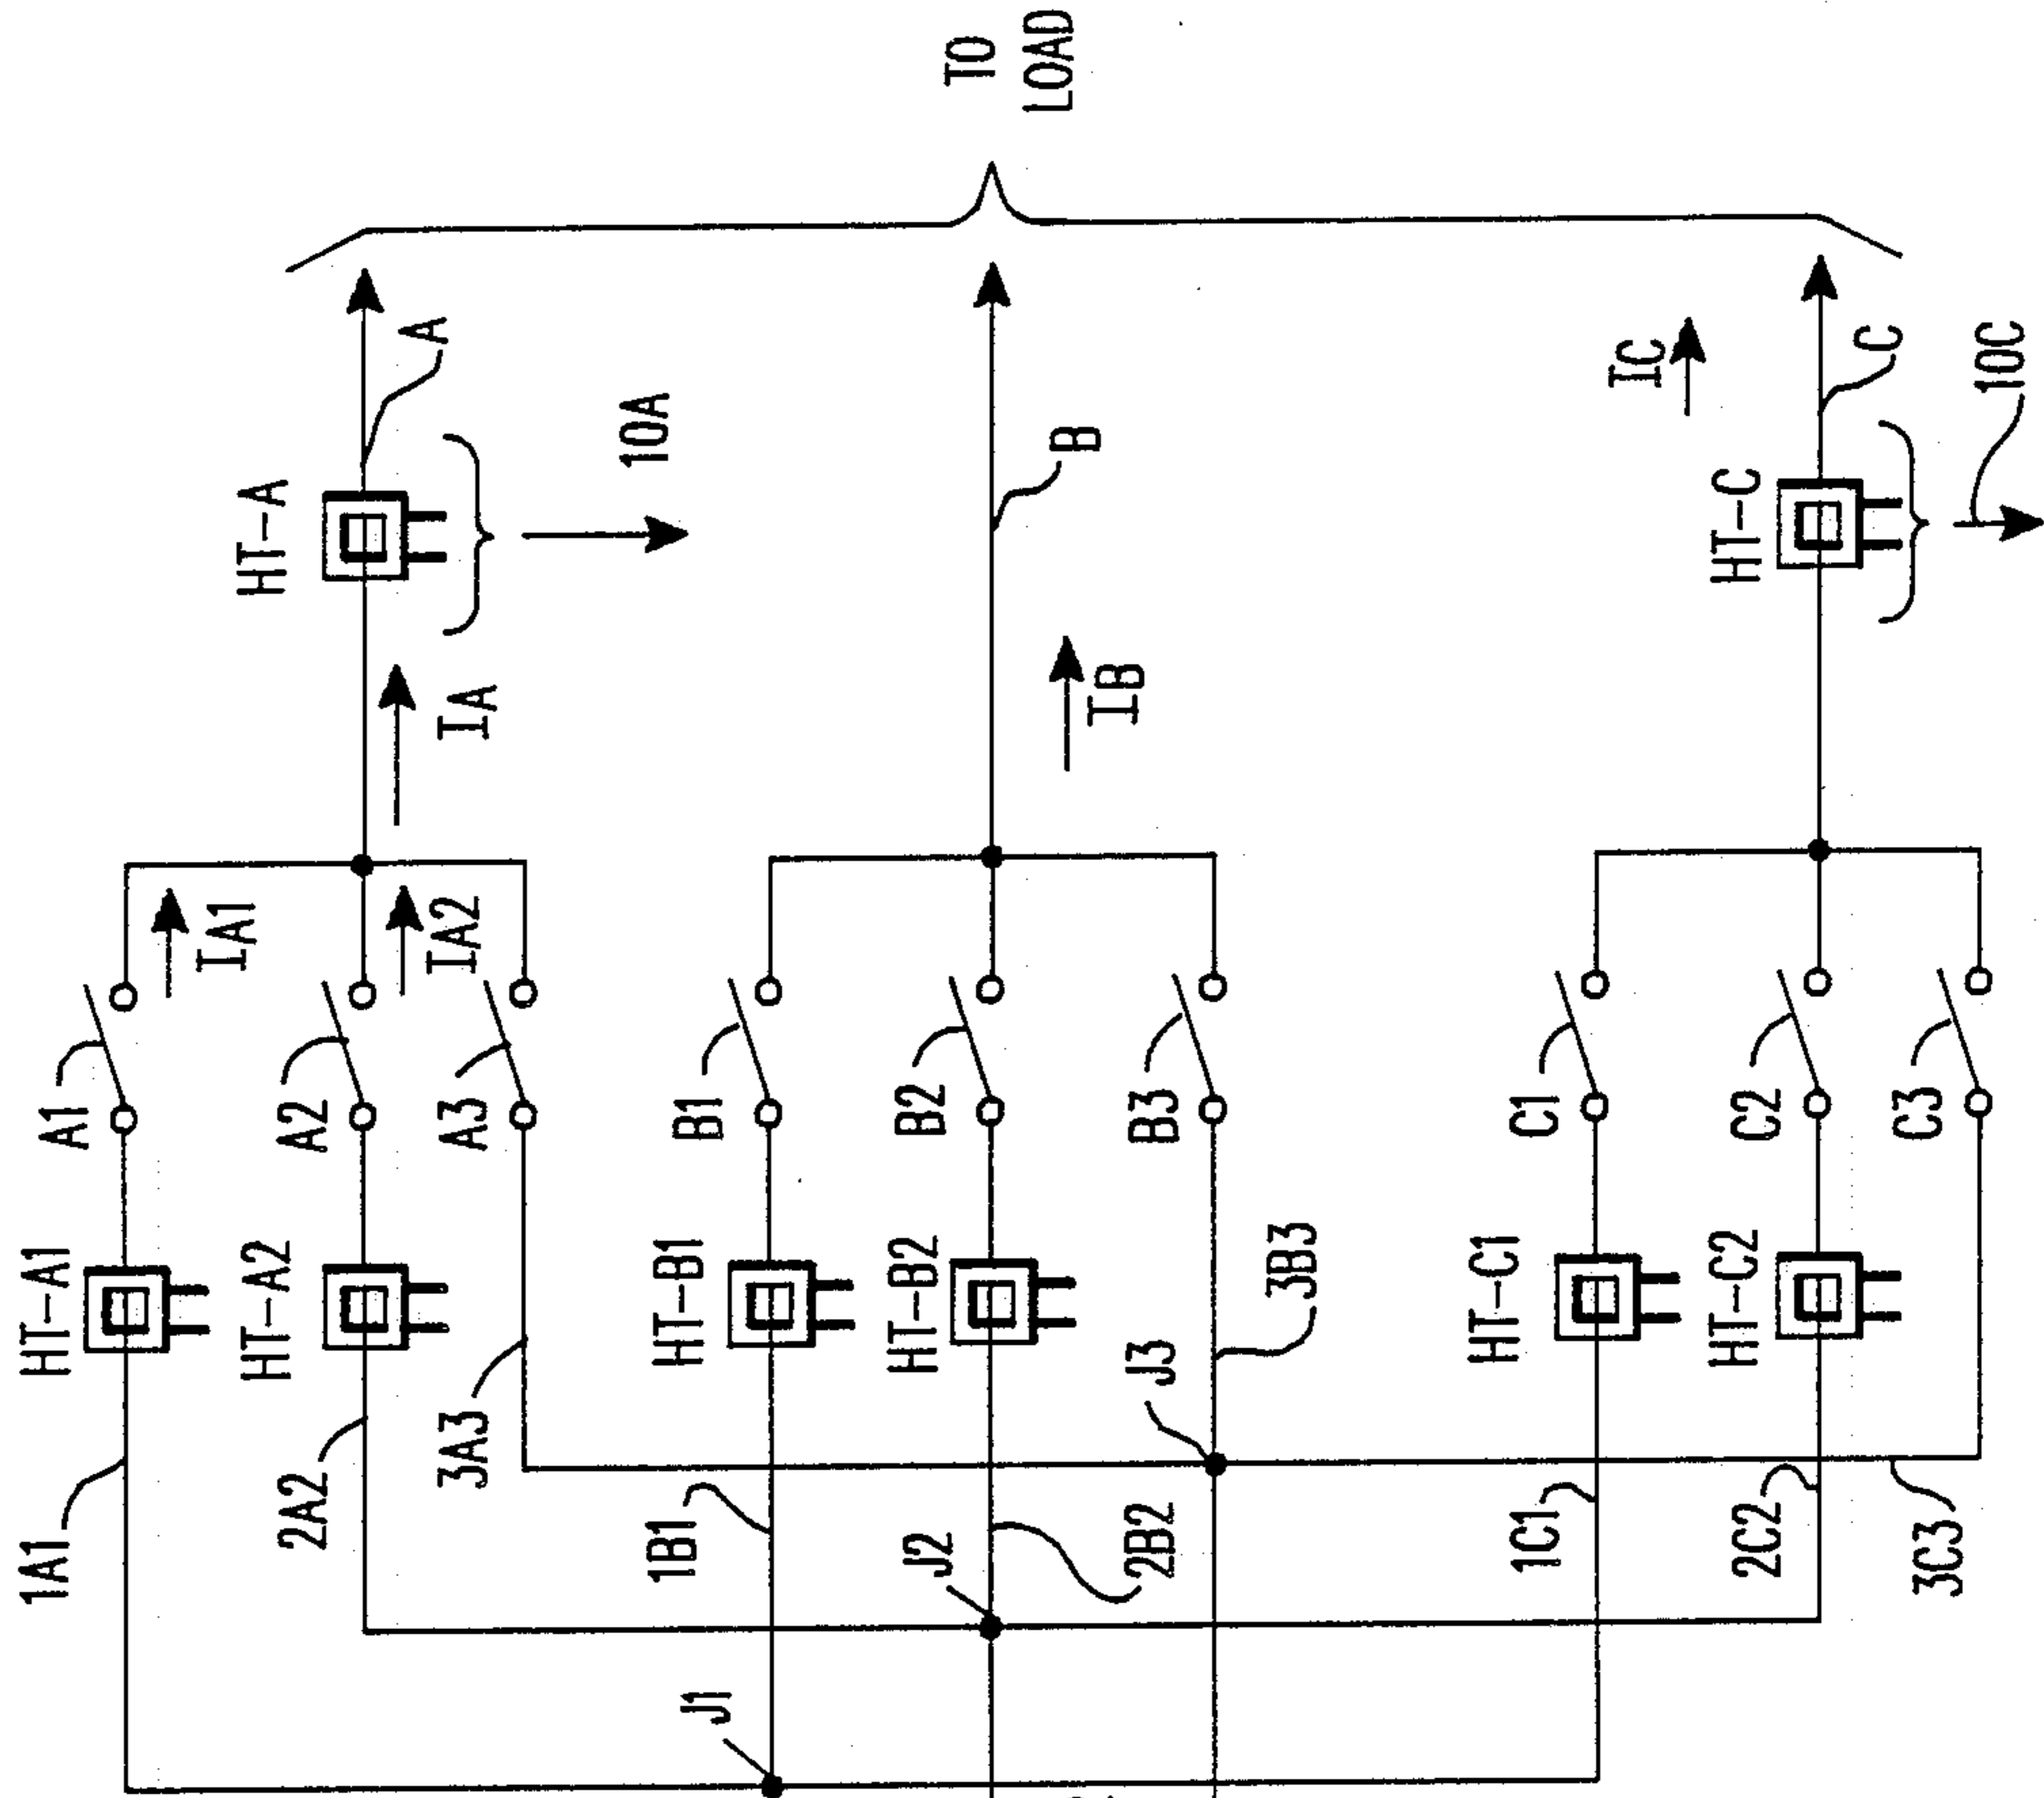 TO
LOAD
A
IC
C
10C
10A
HT-A
B
HT-C
IA
IB
IA1
IA2
A1
A2
A3
B1
B2
B3
C1
C2
C3
HT-A1
HT-A2
HT-B1
HT-B2
3B3
HT-C1
HT-C2
J3
1A1
2A2
3A3
1B1
J2
2B2
1C1
2C2
3C3
J1